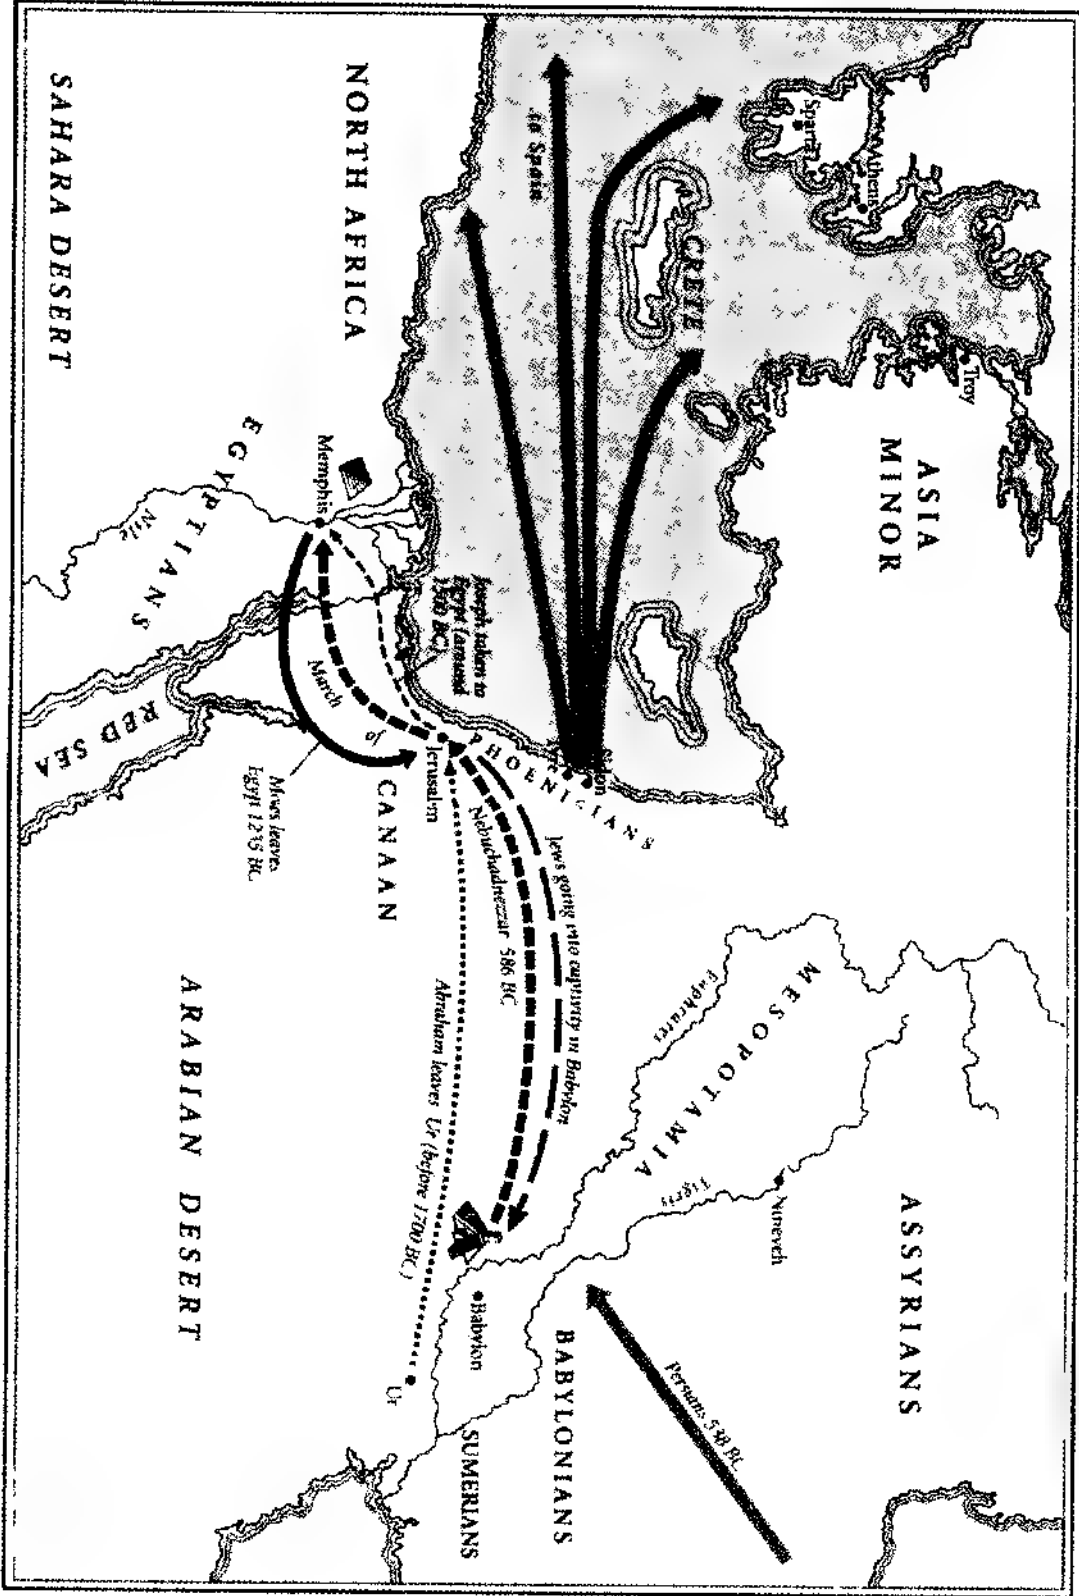 SAHARA DESERT
NORTH AFRICA
to Spain
CRETE
Sparta
Athens
Troy
ASIA
MINOR
EGYPTIANS
Memphis
Nile
RED SEA
Joseph taken to
Egypt (around
1500 BC)
March
of
Nebuchadnezzar 586 BC
Moses leaves
Egypt 1235 BC
CANAAN
Jerusalem
PHOENICIANS
Sidon
Jews going into captivity in Babylon
Abraham leaves Ur (before 1700 BC)
ARABIAN DESERT
MESOPOTAMIA
Euphrates
Tigris
Nineveh
ASSYRIANS
Babylon
Ur
BABYLONIANS
SUMERIANS
Persians 538 BC